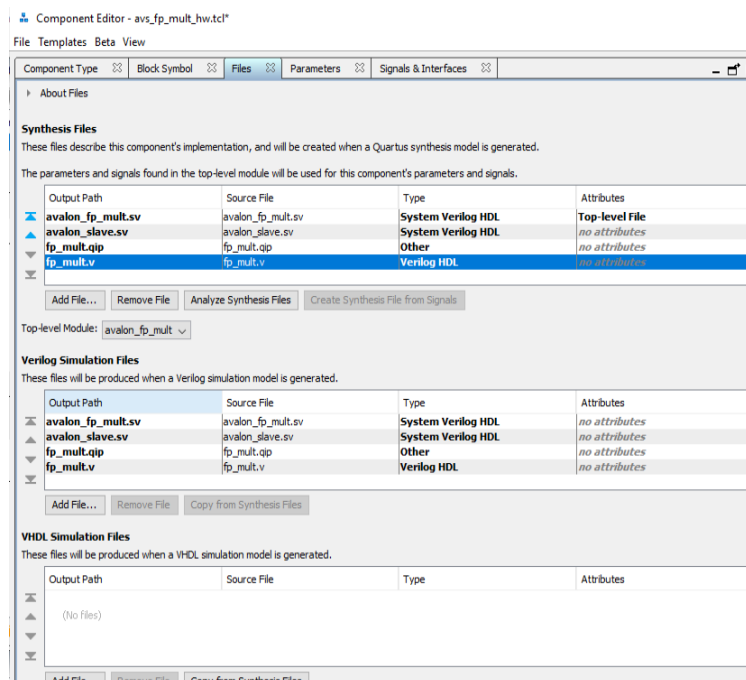 Component Editor - avs_fp_mult_hw.tcl*
File Templates Beta View
Component Type Block Symbol Files Parameters Signals & Interfaces
About Files
Synthesis Files
These files describe this component's implementation, and will be created when a Quartus synthesis model is generated.
The parameters and signals found in the top-level module will be used for this component's parameters and signals.
Output Path Source File Type Attributes
avalon_fp_mult.sv avalon_fp_mult.sv System Verilog HDL Top-level File
avalon_slave.sv avalon_slave.sv System Verilog HDL no attributes
fp_mult.qip fp_mult.qip Other no attributes
fp_mult.v fp_mult.v Verilog HDL no attributes
Add File... Remove File Analyze Synthesis Files Create Synthesis File from Signals
Top-level Module: avalon_fp_mult
Verilog Simulation Files
These files will be produced when a Verilog simulation model is generated.
Output Path Source File Type Attributes
avalon_fp_mult.sv avalon_fp_mult.sv System Verilog HDL no attributes
avalon_slave.sv avalon_slave.sv System Verilog HDL no attributes
fp_mult.qip fp_mult.qip Other no attributes
fp_mult.v fp_mult.v Verilog HDL no attributes
Add File... Remove File Copy from Synthesis Files
VHDL Simulation Files
These files will be produced when a VHDL simulation model is generated.
Output Path Source File Type Attributes
(No files)
Add File... Remove File Copy from Synthesis Files